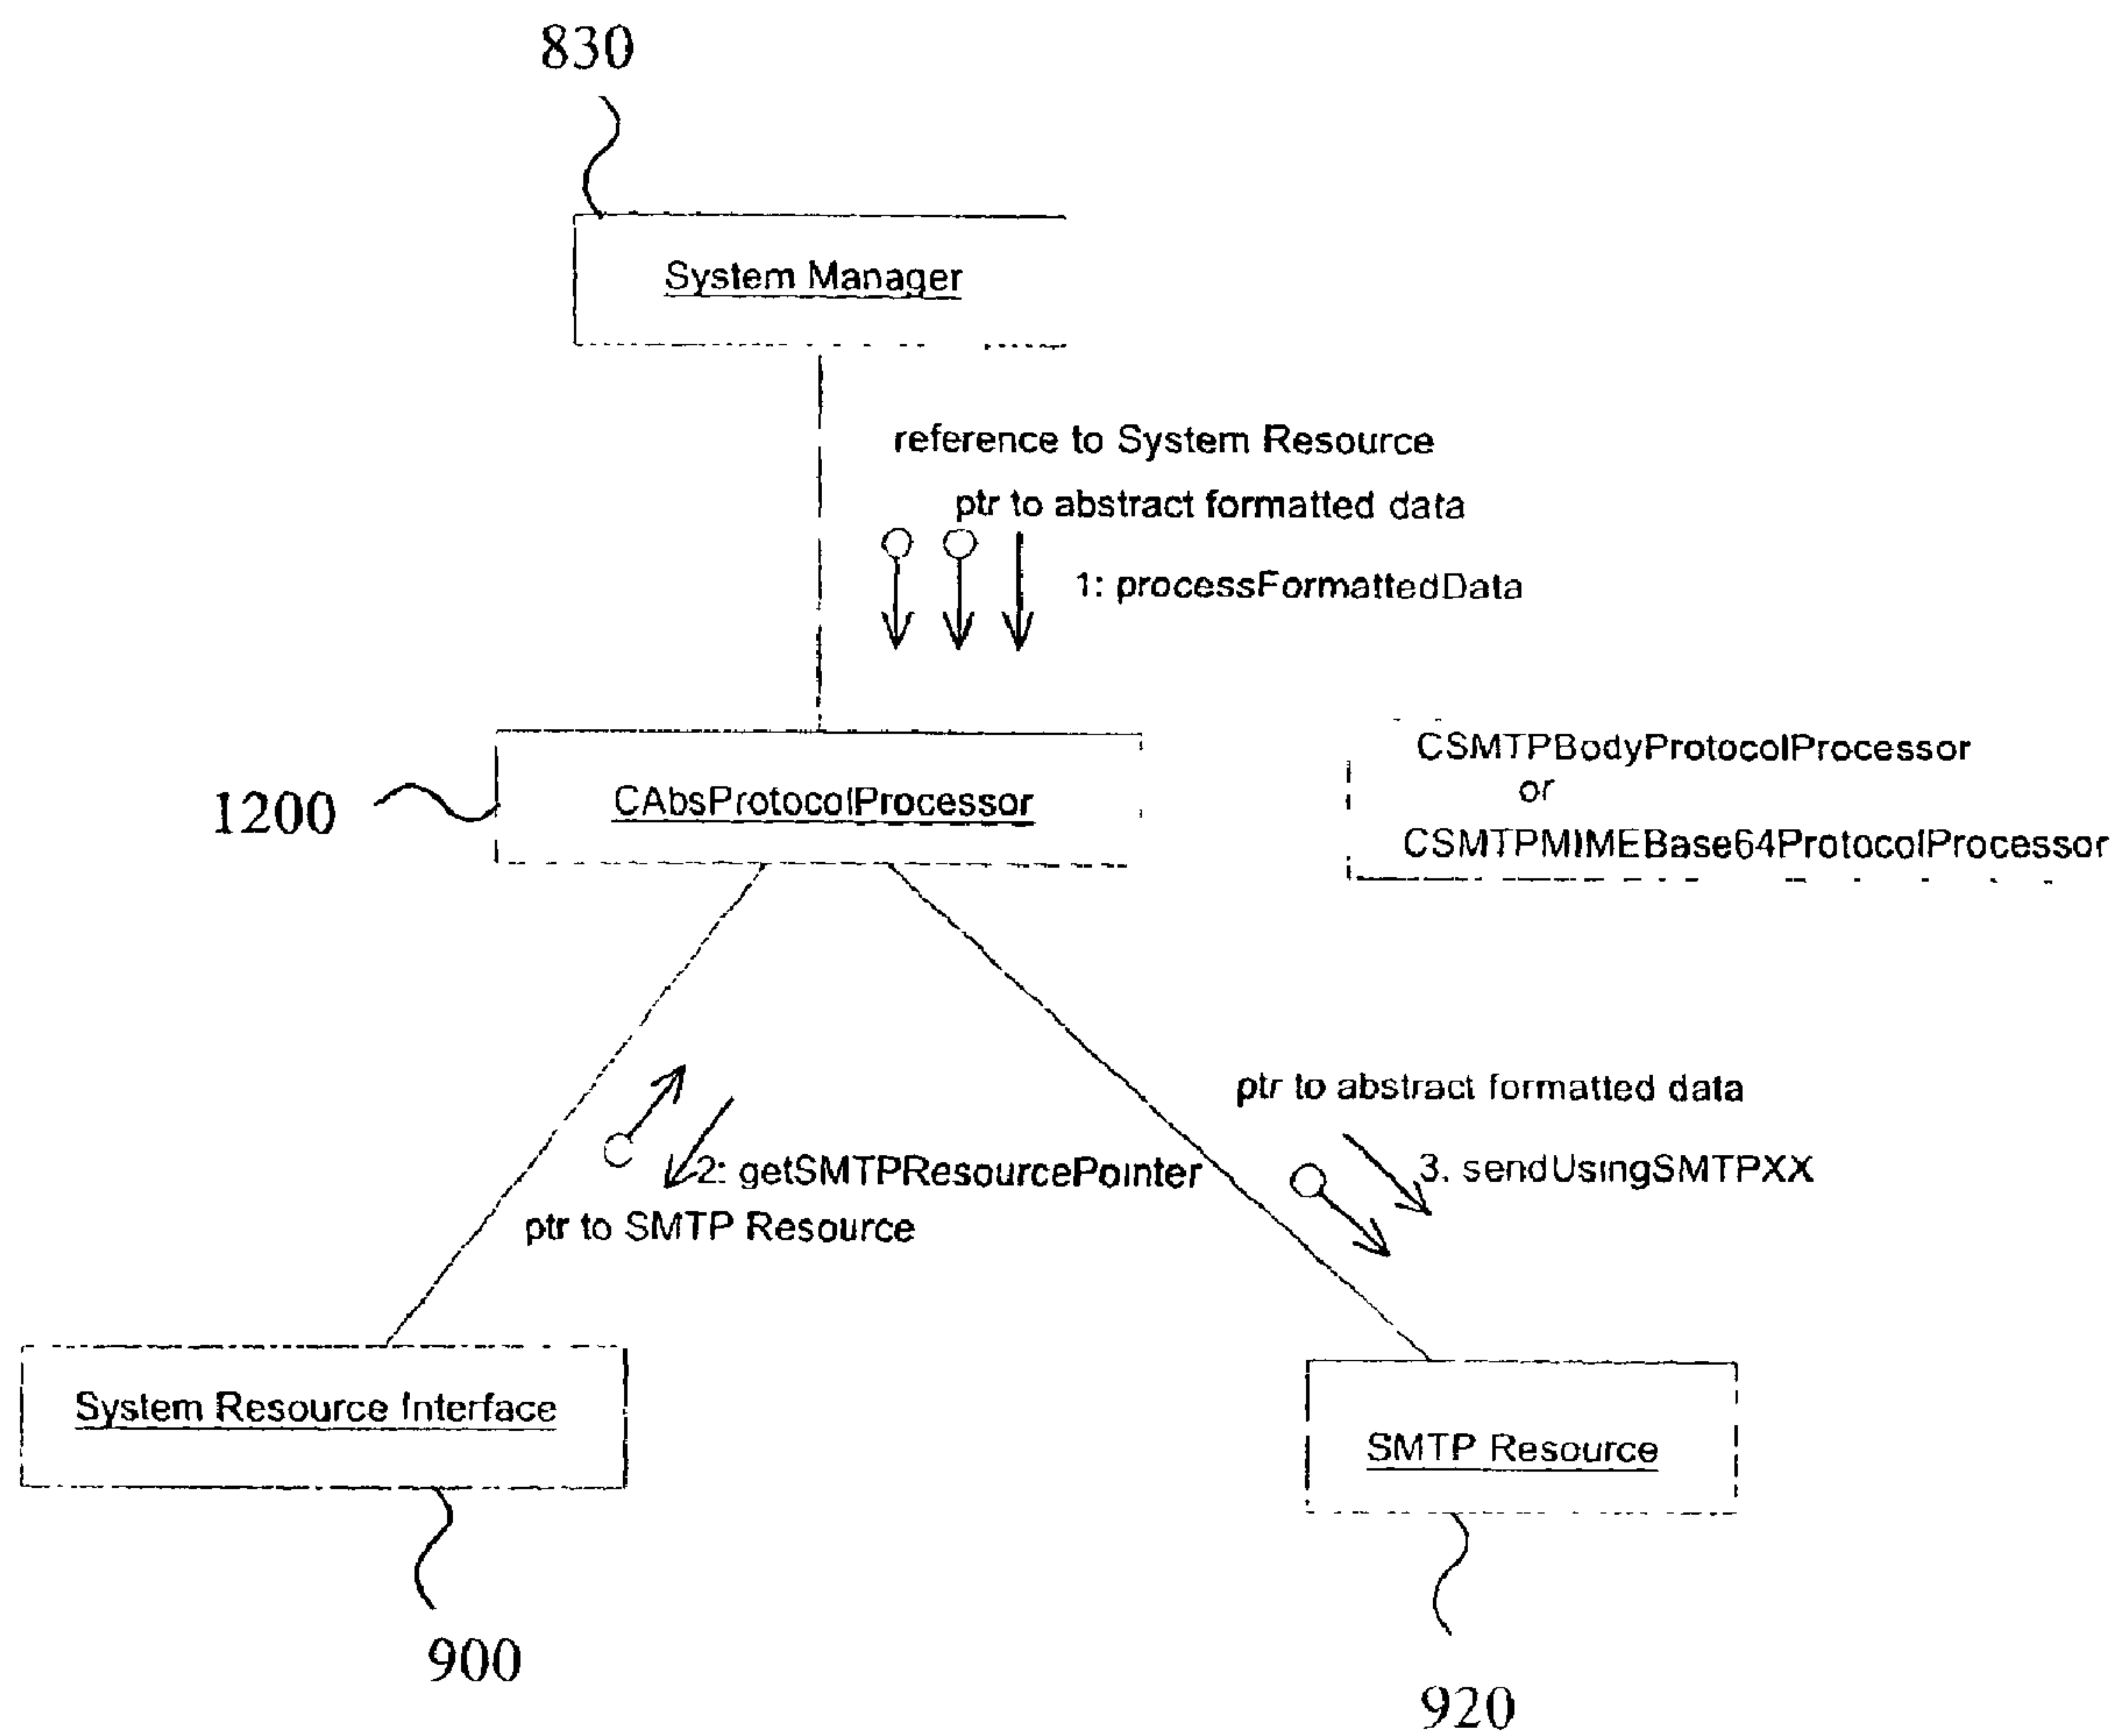 830
System Manager
reference to System Resource
ptr to abstract formatted data
1: processFormattedData
1200
CAbsProtocolProcessor
CSMTPBodyProtocolProcessor
or
CSMTPMIMEBase64ProtocolProcessor
ptr to abstract formatted data
2: getSMTPResourcePointer
3. sendUsingSMTPXX
ptr to SMTP Resource
System Resource Interface
SMTP Resource
900
920